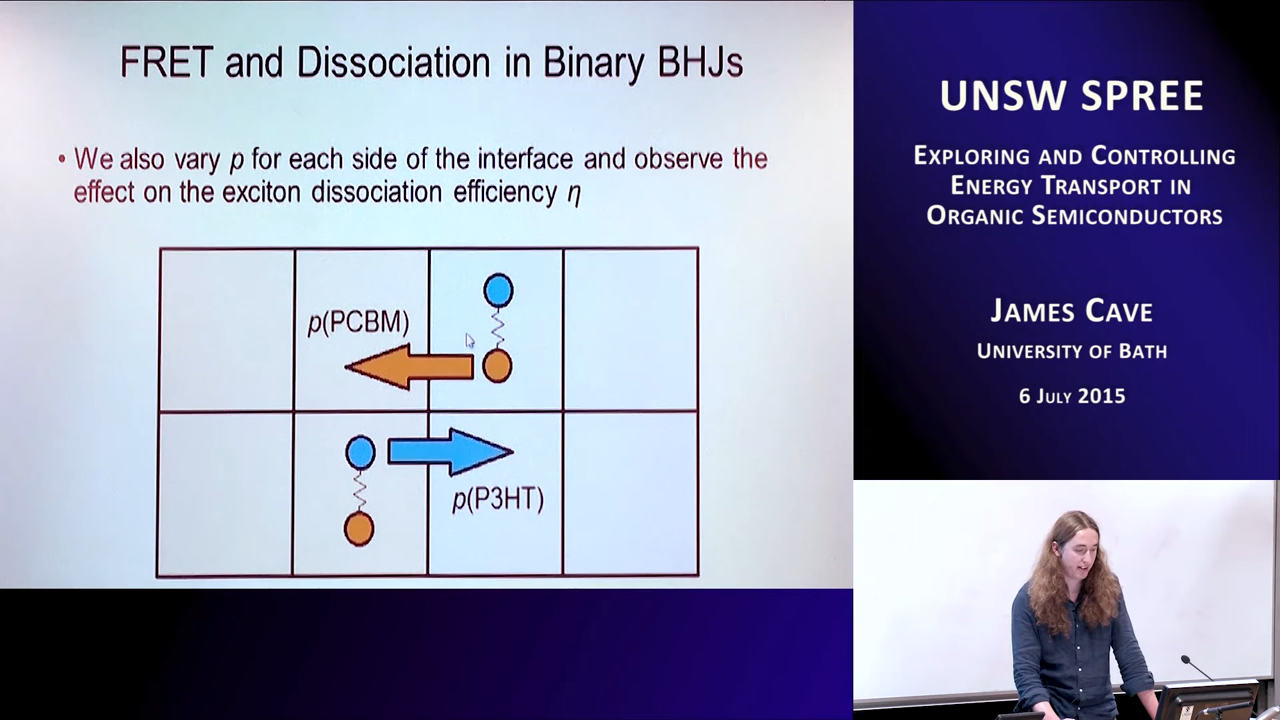 FRET and Dissociation in Binary BHJs
• We also vary p for each side of the interface and observe the
effect on the exciton dissociation efficiency η
p(PCBM)
p(P3HT)
UNSW SPREE
Exploring and Controlling
Energy Transport in
Organic Semiconductors
James Cave
University of Bath
6 July 2015